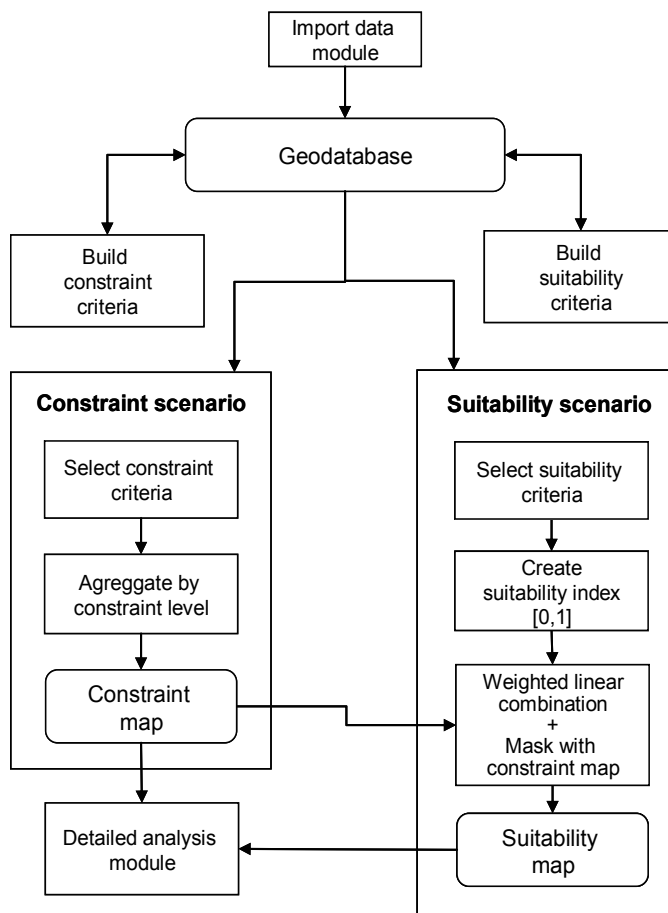 Import data
module
Geodatabase
Build
constraint
criteria
Build
suitability
criteria
Constraint scenario
Select constraint
criteria
Agreggate by
constraint level
Constraint
map
Detailed analysis
module
Suitability scenario
Select suitability
criteria
Create
suitability index
[0,1]
Weighted linear
combination
+
Mask with
constraint map
Suitability
map